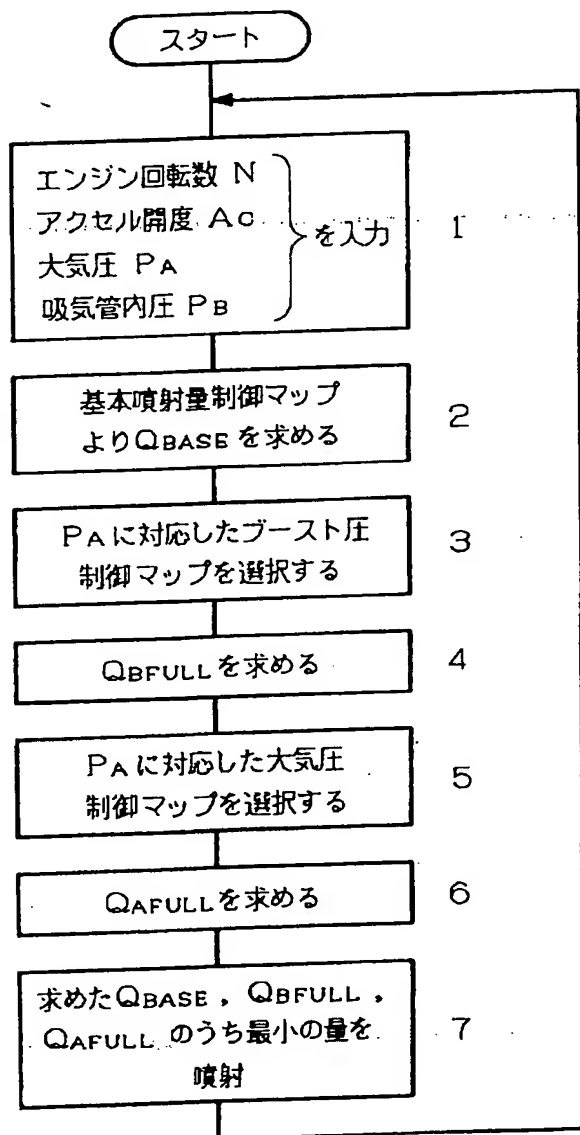 スタート
エンジン回転数 N
アクセル開度 AC
大気圧 PA
吸気管内圧 PB
を入力
1
基本噴射量制御マップ
よりQBASEを求める
2
PAに対応したブースト圧
制御マップを選択する
3
QBFULLを求める
4
PAに対応した大気圧
制御マップを選択する
5
QAFULLを求める
6
求めたQBASE，QBFULL，
QAFULLのうち最小の量を
噴射
7